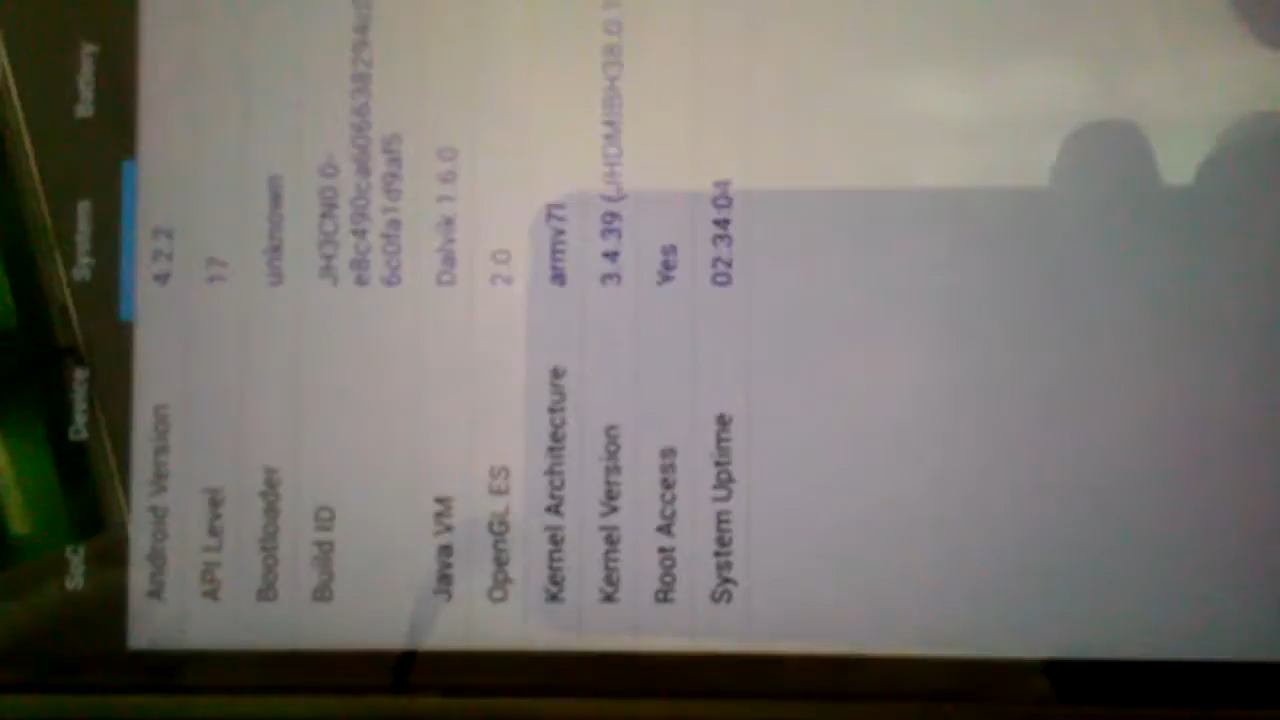 SoC Device System Battery
Android Version 4.2.2
API Level 17
Bootloader unknown
Build ID
Java VM Dalvik 1.6.0
OpenGL ES 2.0
Kernel Architecture armv7l
Kernel Version 3.4.39
Root Access Yes
System Uptime 02:34:04